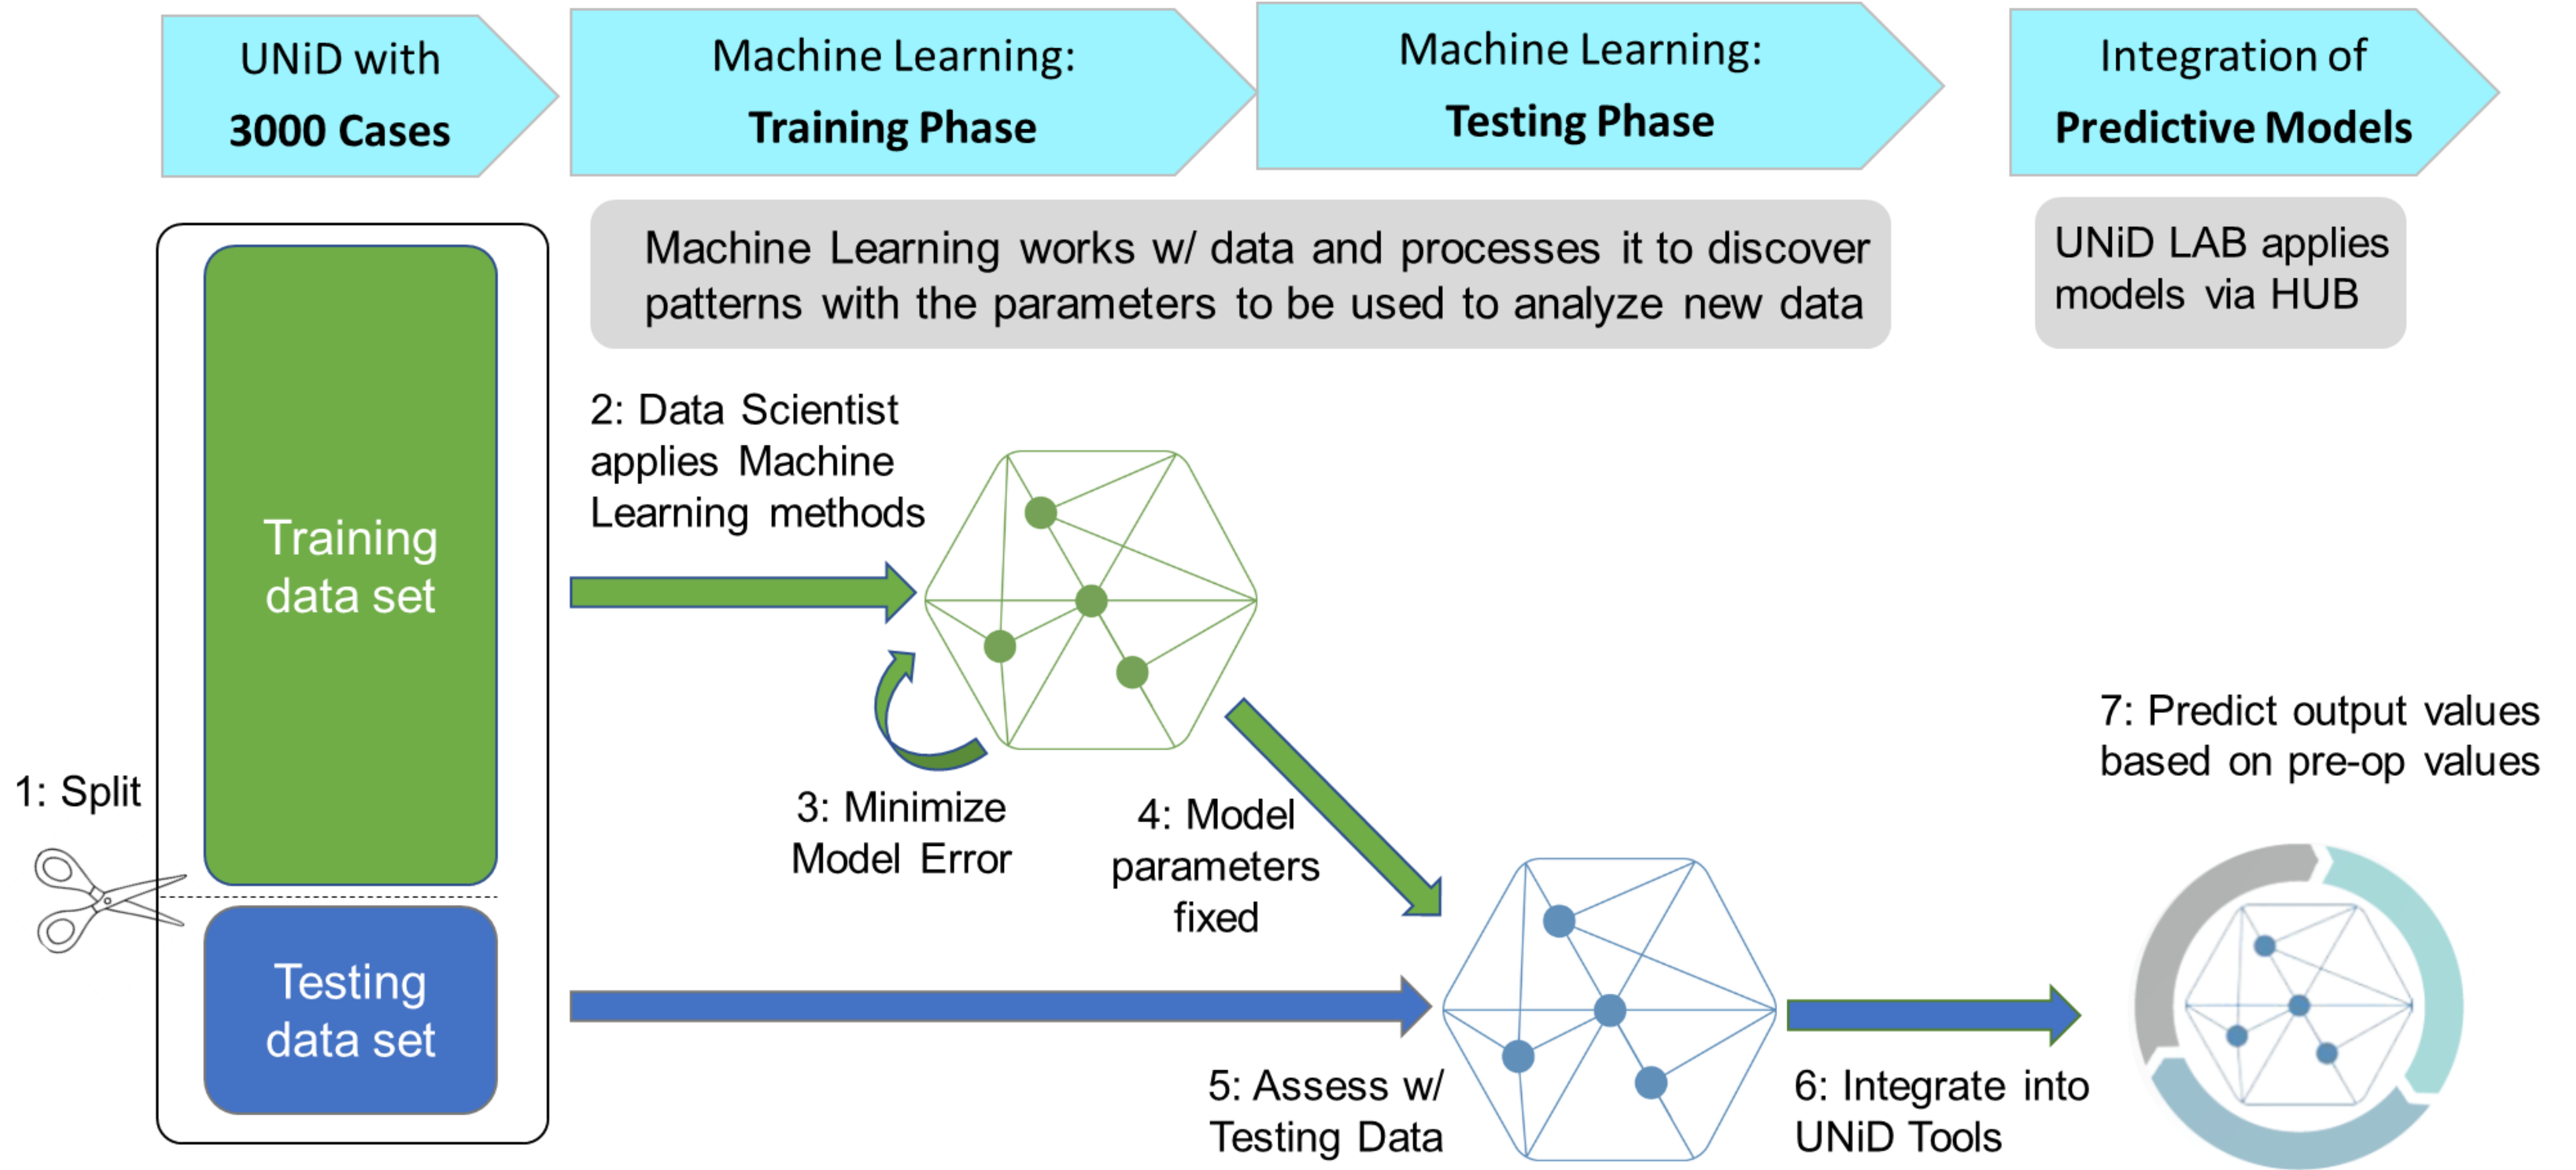 UNiD with
3000 Cases
Machine Learning:
Training Phase
Machine Learning:
Testing Phase
Integration of
Predictive Models
Machine Learning works w/ data and processes it to discover
patterns with the parameters to be used to analyze new data
UNiD LAB applies
models via HUB
1: Split
Training
data set
Testing
data set
2: Data Scientist
applies Machine
Learning methods
3: Minimize
Model Error
4: Model
parameters
fixed
5: Assess w/
Testing Data
6: Integrate into
UNiD Tools
7: Predict output values
based on pre-op values